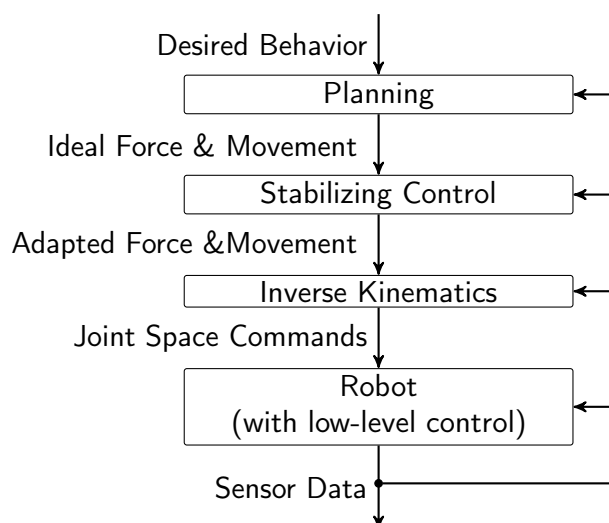 Desired Behavior
Planning
Ideal Force & Movement
Stabilizing Control
Adapted Force &Movement
Inverse Kinematics
Joint Space Commands
Robot
(with low-level control)
Sensor Data